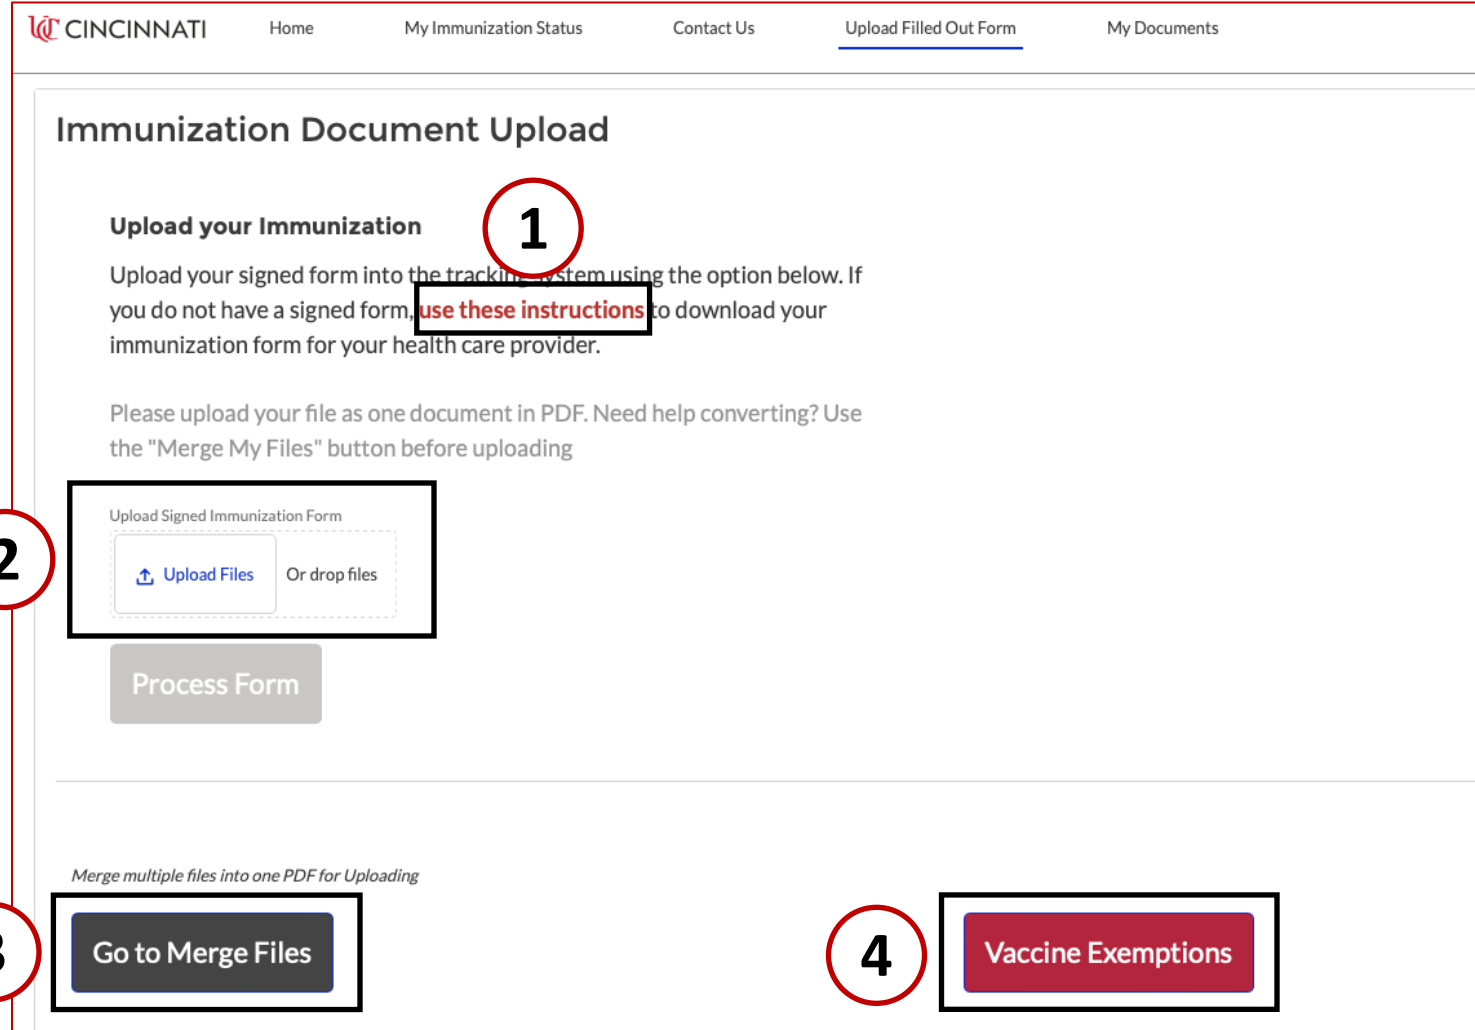 UC CINCINNATI Home My Immunization Status Contact Us Upload Filled Out Form My Documents
Immunization Document Upload
1
Upload your Immunization
Upload your signed form into the tracking system using the option below. If
you do not have a signed form, use these instructions to download your
immunization form for your health care provider.
Please upload your file as one document in PDF. Need help converting? Use
the "Merge My Files" button before uploading
Upload Signed Immunization Form
2
Upload Files Or drop files
Process Form
Merge multiple files into one PDF for Uploading
3 Go to Merge Files 4 Vaccine Exemptions